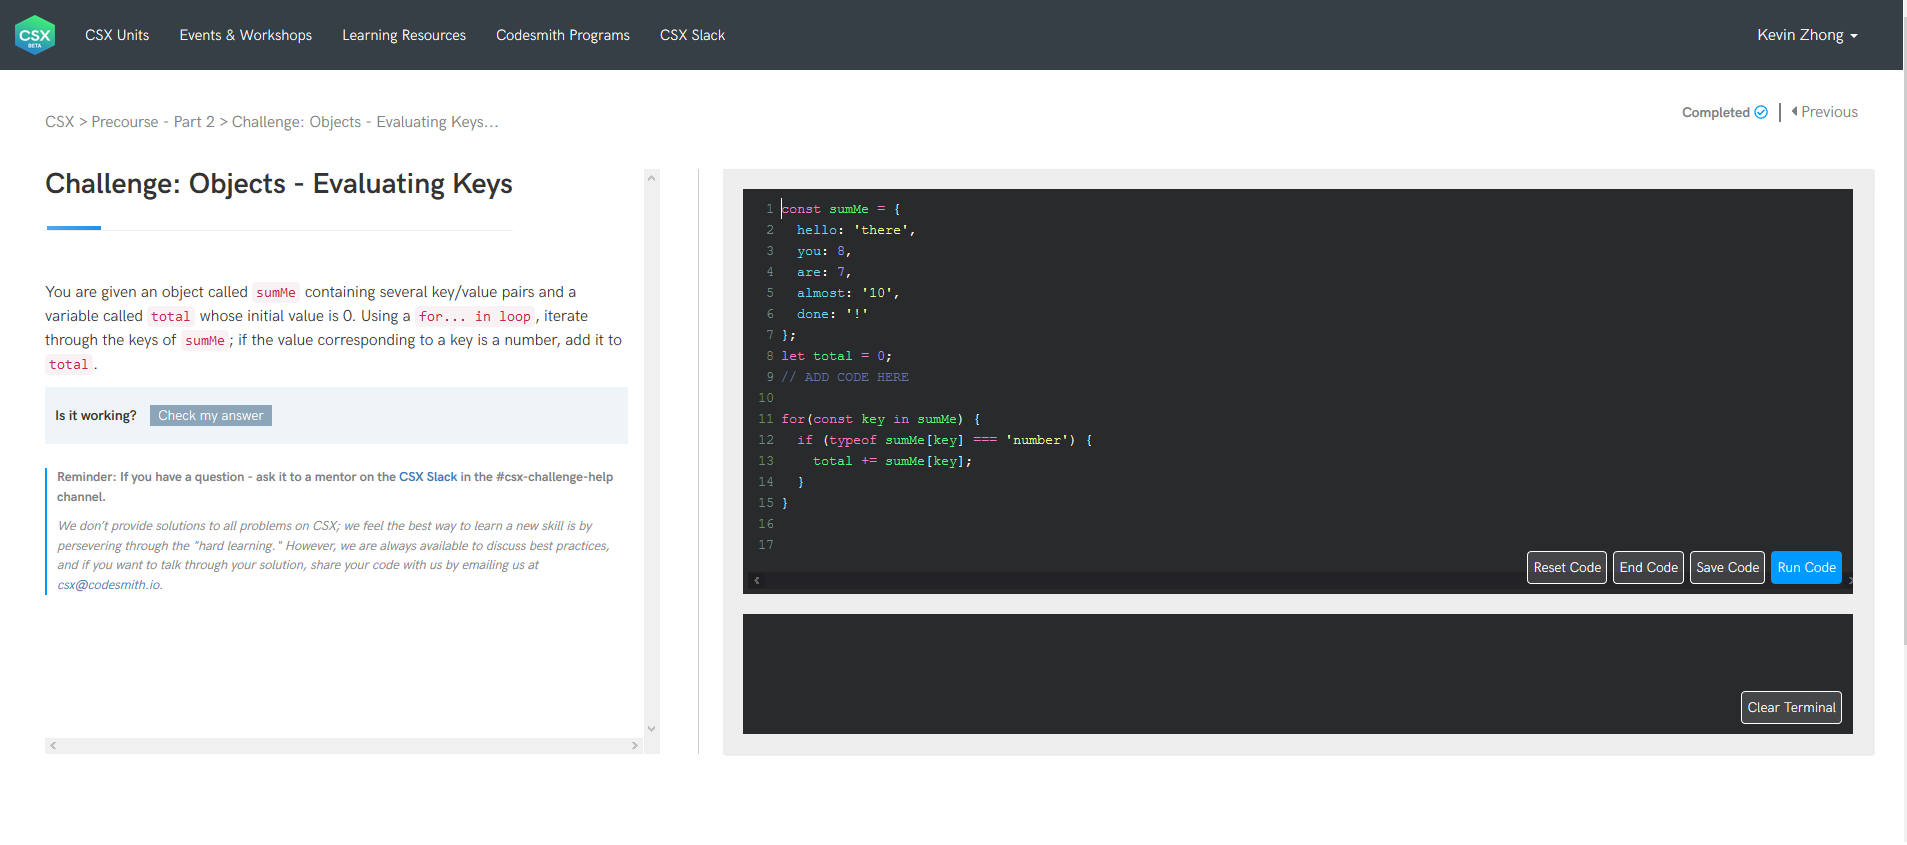 CSX
BETA
CSX Units
Events & Workshops
Learning Resources
Codesmith Programs
CSX Slack
Kevin Zhong
CSX > Precourse - Part 2 > Challenge: Objects - Evaluating Keys...
Completed
Previous
Challenge: Objects - Evaluating Keys
You are given an object called sumMe containing several key/value pairs and a
variable called total whose initial value is 0. Using a for... in loop, iterate
through the keys of sumMe; if the value corresponding to a key is a number, add it to
total.
Is it working? Check my answer
Reminder: If you have a question - ask it to a mentor on the CSX Slack in the #csx-challenge-help
channel.
We don't provide solutions to all problems on CSX; we feel the best way to learn a new skill is by
persevering through the "hard learning." However, we are always available to discuss best practices,
and if you want to talk through your solution, share your code with us by emailing us at
csx@codesmith.io.
1 const sumMe = {
2 hello: 'there',
3 you: 8,
4 are: 7,
5 almost: '10',
6 done: '!'
7 };
8 let total = 0;
9 // ADD CODE HERE
10
11 for(const key in sumMe) {
12 if (typeof sumMe[key] === 'number') {
13 total += sumMe[key];
14 }
15 }
16
17
Reset Code
End Code
Save Code
Run Code
Clear Terminal